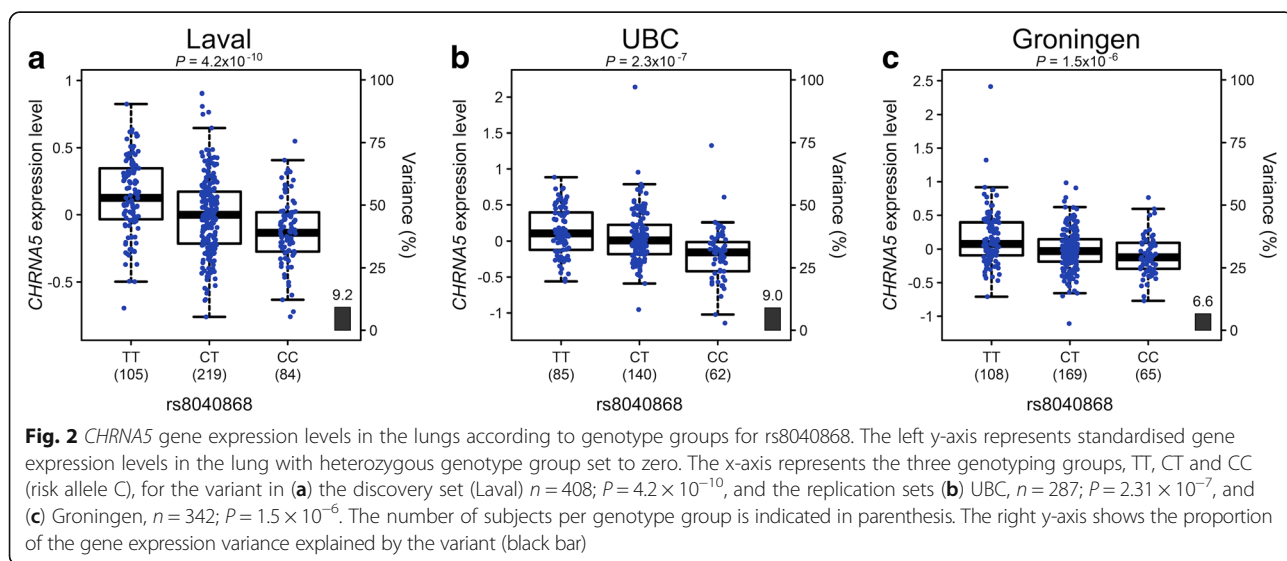 a
Laval
P = 4.2x10⁻¹⁰
CHRNA5 expression level
1
0.5
0
-0.5
100
75
50
25
0
Variance (%)
9.2
TT CT CC
(105) (219) (84)
rs8040868
b
UBC
P = 2.3x10⁻⁷
CHRNA5 expression level
2
1.5
1
0.5
0
-0.5
-1
100
75
50
25
0
Variance (%)
9.0
TT CT CC
(85) (140) (62)
rs8040868
c
Groningen
P = 1.5x10⁻⁶
CHRNA5 expression level
2.5
2
1.5
1
0.5
0
-0.5
-1
100
75
50
25
0
Variance (%)
6.6
TT CT CC
(108) (169) (65)
rs8040868
Fig. 2 CHRNA5 gene expression levels in the lungs according to genotype groups for rs8040868. The left y-axis represents standardised gene
expression levels in the lung with heterozygous genotype group set to zero. The x-axis represents the three genotyping groups, TT, CT and CC
(risk allele C), for the variant in (a) the discovery set (Laval) n = 408; P = 4.2 × 10⁻¹⁰, and the replication sets (b) UBC, n = 287; P = 2.31 × 10⁻⁷, and
(c) Groningen, n = 342; P = 1.5 × 10⁻⁶. The number of subjects per genotype group is indicated in parenthesis. The right y-axis shows the proportion
of the gene expression variance explained by the variant (black bar)